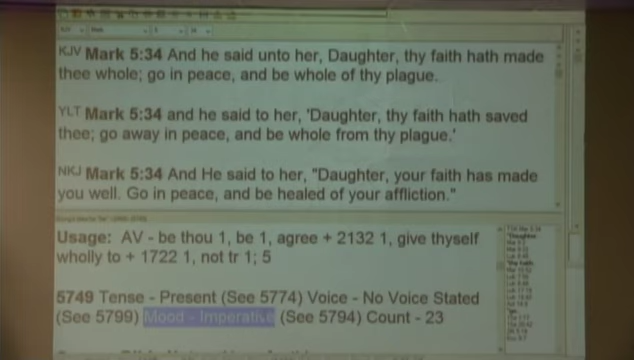 KJV Mark 5:34 And he said unto her, Daughter, thy faith hath made
thee whole; go in peace, and be whole of thy plague.
YLT Mark 5:34 and he said to her, 'Daughter, thy faith hath saved
thee; go away in peace, and be whole from thy plague.'
NKJ Mark 5:34 And He said to her, "Daughter, your faith has made
you well. Go in peace, and be healed of your affliction."
Usage: AV - be thou 1, be 1, agree + 2132 1, give thyself
wholly to + 1722 1, not tr 1; 5
5749 Tense - Present (See 5774) Voice - No Voice Stated
(See 5799) Mood - Imperative (See 5794) Count - 23